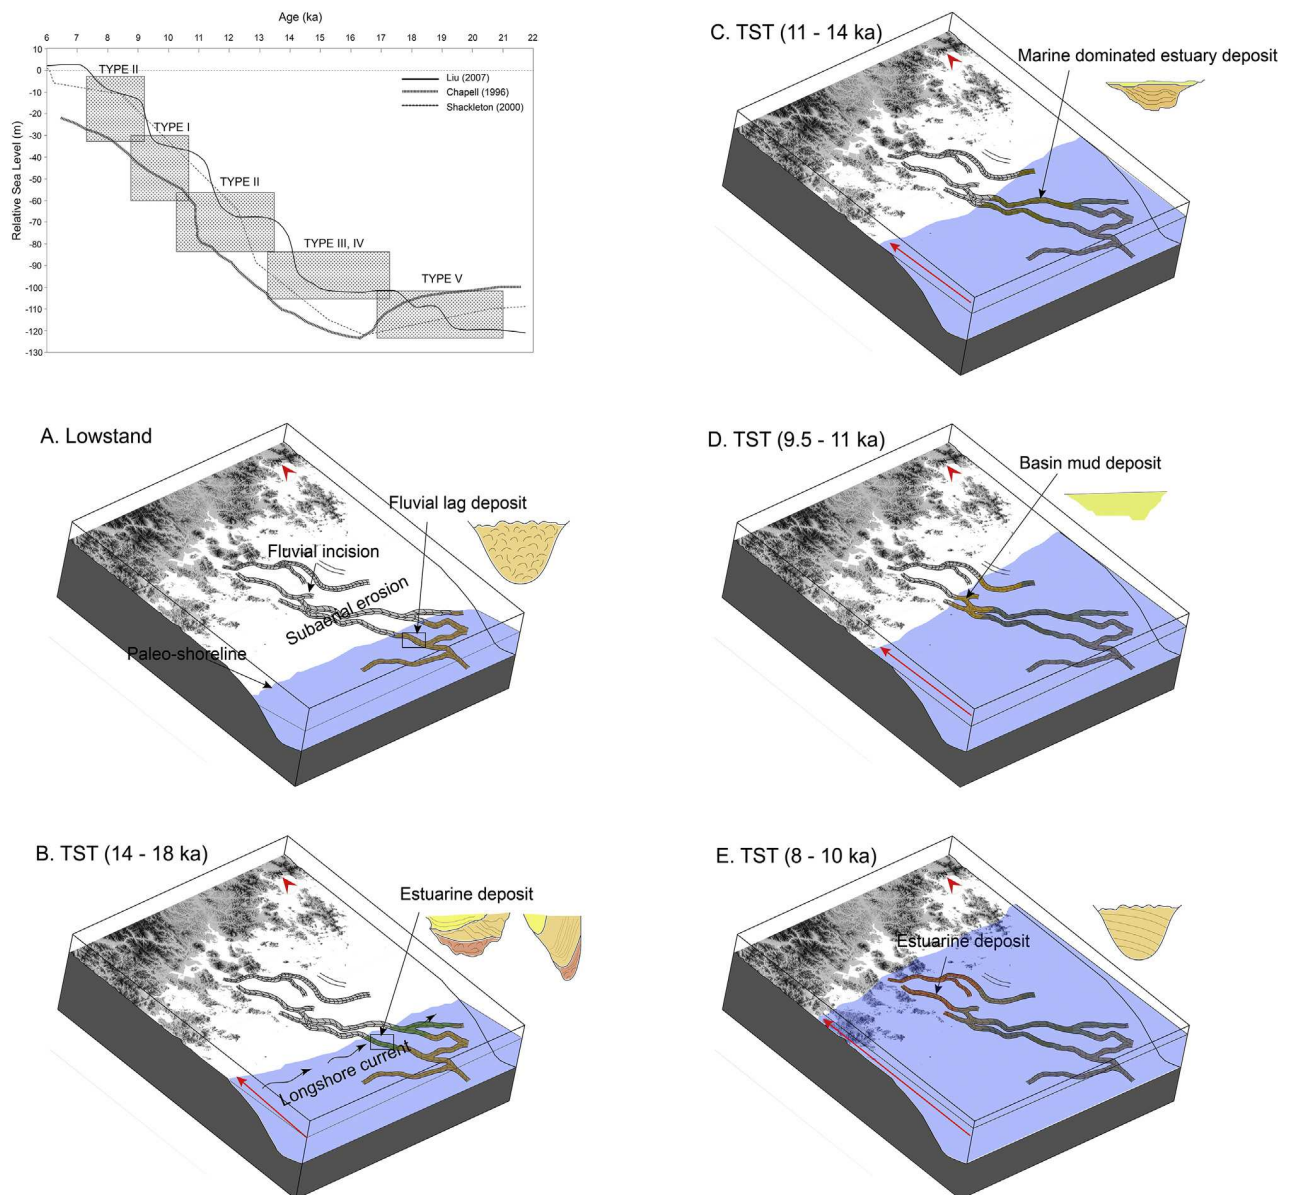 Age (ka)
6 7 8 9 10 11 12 13 14 15 16 17 18 19 20 21 22
Relative Sea Level (m)
10
0
-10
-20
-30
-40
-50
-60
-70
-80
-90
-100
-110
-120
-130
TYPE II
TYPE I
TYPE II
TYPE III, IV
TYPE V
Liu (2007)
Chapell (1996)
Shackleton (2000)
A. Lowstand
Fluvial lag deposit
Fluvial incision
Subaerial erosion
Paleo-shoreline
B. TST (14 - 18 ka)
Estuarine deposit
Longshore current
C. TST (11 - 14 ka)
Marine dominated estuary deposit
D. TST (9.5 - 11 ka)
Basin mud deposit
E. TST (8 - 10 ka)
Estuarine deposit